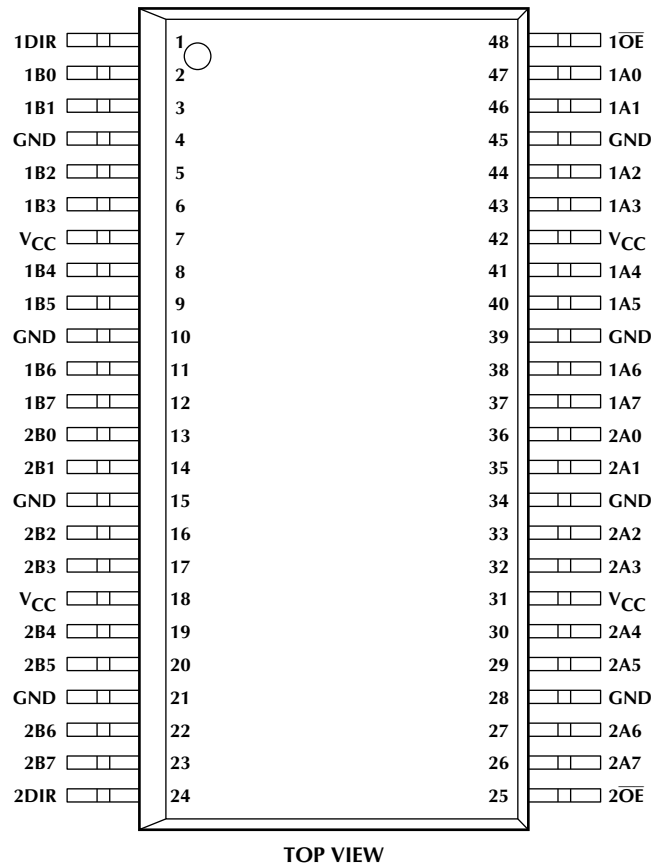 1DIR 1 48 1O̅E̅
1B0 2 47 1A0
1B1 3 46 1A1
GND 4 45 GND
1B2 5 44 1A2
1B3 6 43 1A3
VCC 7 42 VCC
1B4 8 41 1A4
1B5 9 40 1A5
GND 10 39 GND
1B6 11 38 1A6
1B7 12 37 1A7
2B0 13 36 2A0
2B1 14 35 2A1
GND 15 34 GND
2B2 16 33 2A2
2B3 17 32 2A3
VCC 18 31 VCC
2B4 19 30 2A4
2B5 20 29 2A5
GND 21 28 GND
2B6 22 27 2A6
2B7 23 26 2A7
2DIR 24 25 2O̅E̅
TOP VIEW